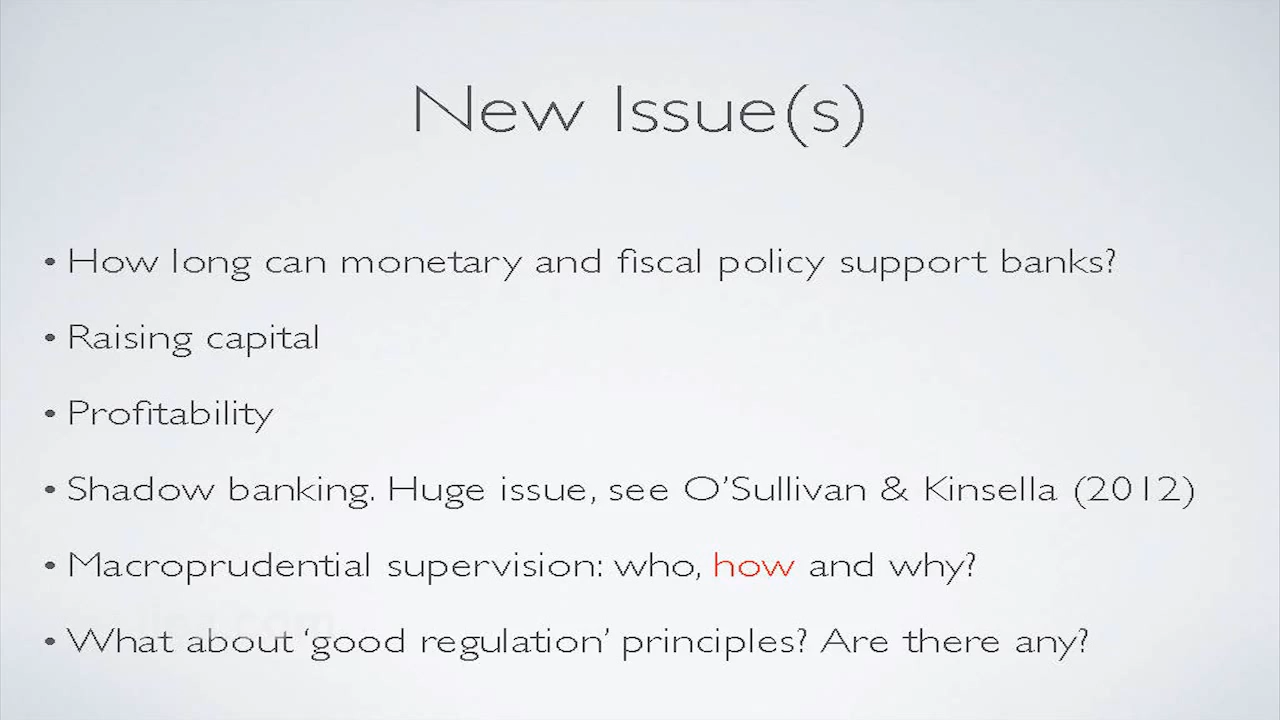 New Issue(s)
• How long can monetary and fiscal policy support banks?
• Raising capital
• Profitability
• Shadow banking. Huge issue, see O’Sullivan & Kinsella (2012)
• Macroprudential supervision: who, how and why?
• What about ‘good regulation’ principles? Are there any?